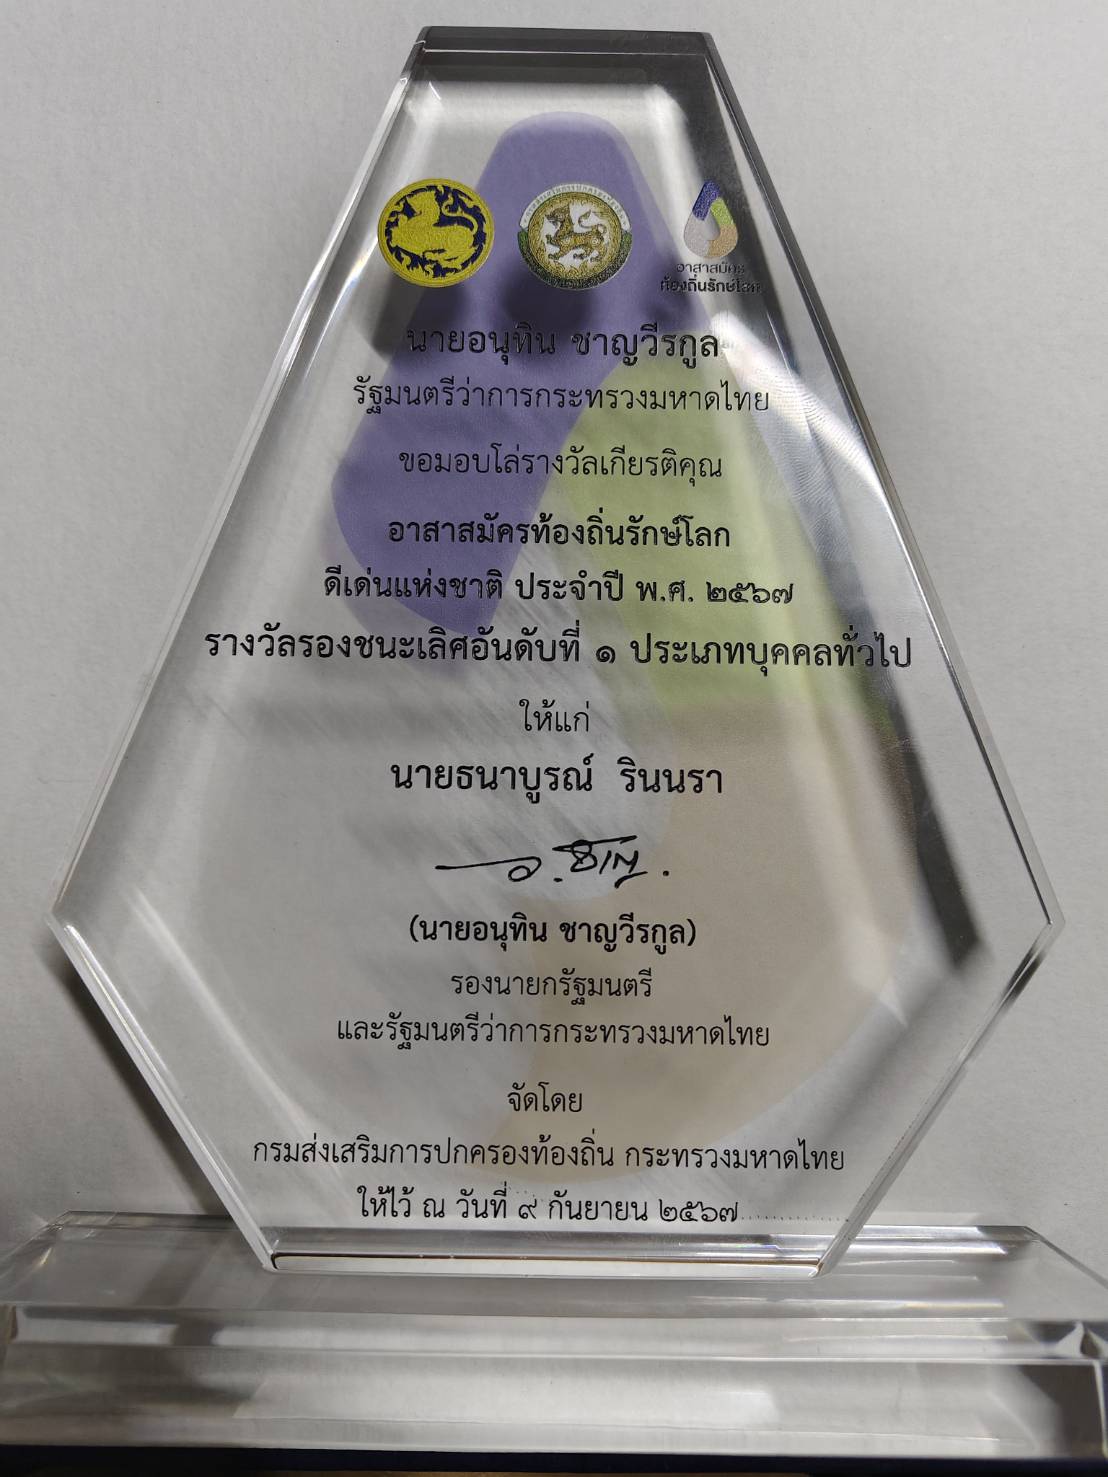 อาสาสมัคร
ท้องถิ่นรักษ์โลก
นายอนุทิน ชาญวีรกูล
รัฐมนตรีว่าการกระทรวงมหาดไทย
ขอมอบโล่รางวัลเกียรติคุณ
อาสาสมัครท้องถิ่นรักษ์โลก
ดีเด่นแห่งชาติ ประจำปี พ.ศ. ๒๕๖๗
รางวัลรองชนะเลิศอันดับที่ ๑ ประเภทบุคคลทั่วไป
ให้แก่
นายธนาบูรณ์ รินนรา
(นายอนุทิน ชาญวีรกูล)
รองนายกรัฐมนตรี
และรัฐมนตรีว่าการกระทรวงมหาดไทย
จัดโดย
กรมส่งเสริมการปกครองท้องถิ่น กระทรวงมหาดไทย
ให้ไว้ ณ วันที่ ๙ กันยายน ๒๕๖๗